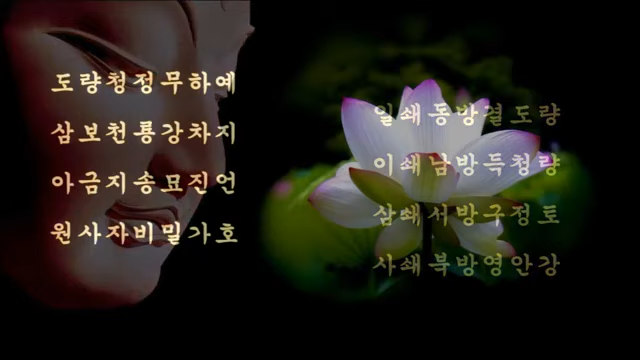 도량청정무하예
삼보천룡강차지
아금지송묘진언
원사자비밀가호
일쇄동방결도량
이쇄남방득청량
삼쇄서방구정토
사쇄북방영안강